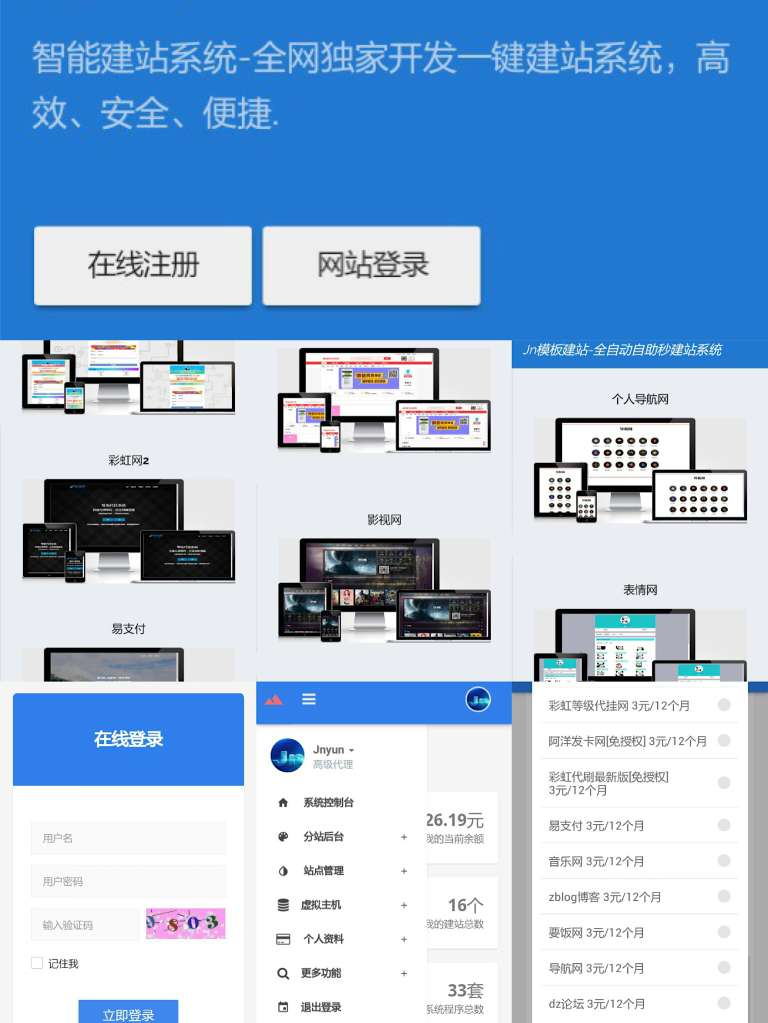 智能建站系统-全网独家开发一键建站系统，高
效、安全、便捷.
在线注册
网站登录
彩虹网2
易支付
影视网
Jn模板建站-全自动自助秒建站系统
个人导航网
表情网
在线登录
用户名
用户密码
输入验证码
记住我
立即登录
Jnyun
高级代理
系统控制台
分站后台 +
站点管理 +
虚拟主机 +
个人资料 +
更多功能 +
退出登录
26.19元
我的当前余额
16个
我的建站总数
33套
系统程序总数
彩虹等级代挂网 3元/12个月
阿洋发卡网[免授权] 3元/12个月
彩虹代刷最新版[免授权]
3元/12个月
易支付 3元/12个月
音乐网 3元/12个月
zblog博客 3元/12个月
要饭网 3元/12个月
导航网 3元/12个月
dz论坛 3元/12个月